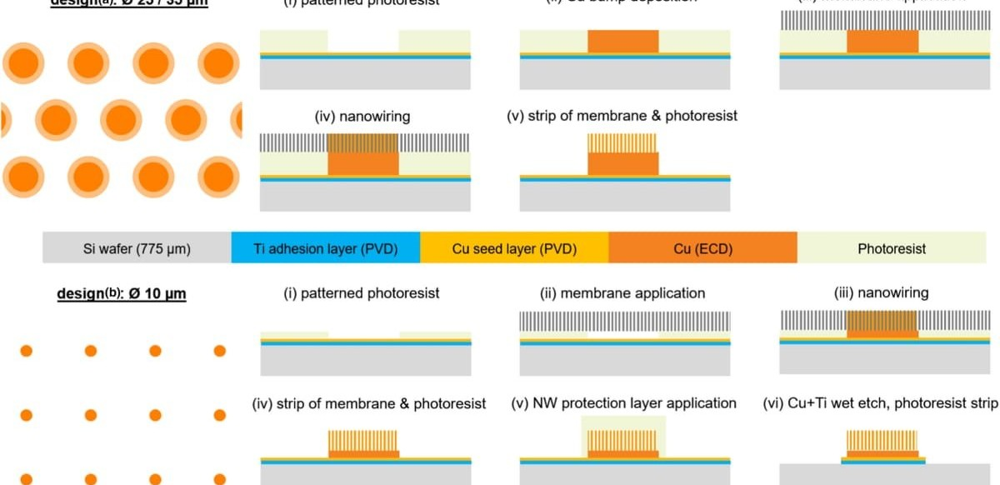 design(a): Ø 25 / 35 µm
(i) patterned photoresist
(ii) Cu bump deposition
(iv) nanowiring
(v) strip of membrane & photoresist
Si wafer (775 µm)
Ti adhesion layer (PVD)
Cu seed layer (PVD)
Cu (ECD)
Photoresist
design(b): Ø 10 µm
(i) patterned photoresist
(ii) membrane application
(iii) nanowiring
(iv) strip of membrane & photoresist
(v) NW protection layer application
(vi) Cu+Ti wet etch, photoresist strip